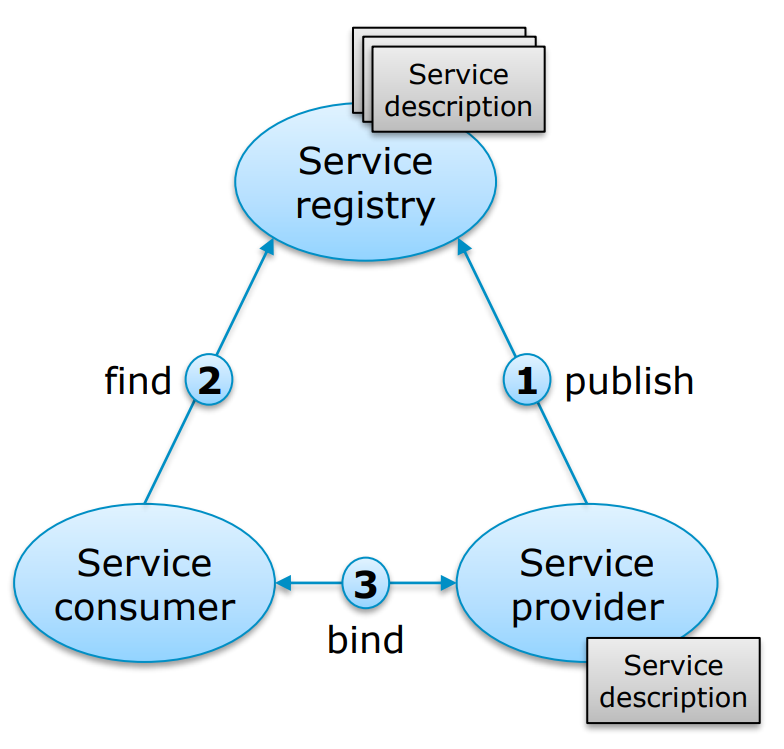 Service
description
Service
registry
find
2
1
publish
Service
consumer
3
bind
Service
provider
Service
description